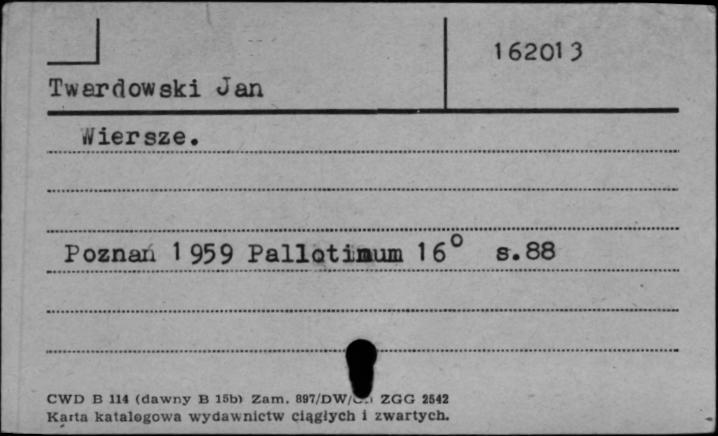 162013
Twardowski Jan
Wiersze.
Poznań 1959 Pallotinum 16° s.88
CWD B 114 (dawny B 15b) Zam. 897/DW/ ZGG 2542
Karta katalogowa wydawnictw ciągłych i zwartych.